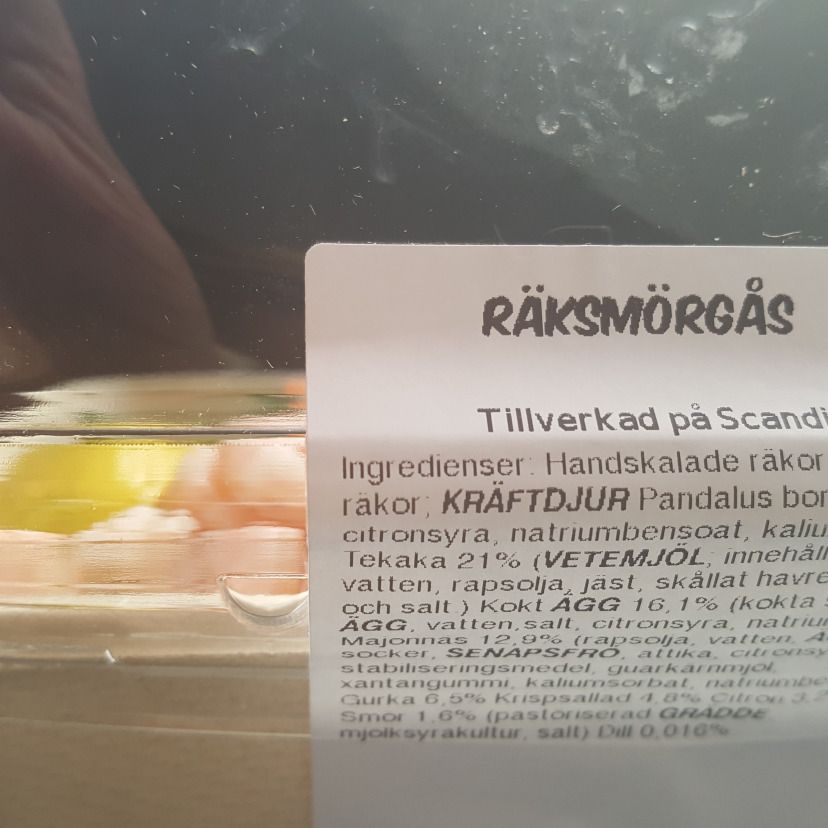 RÄKSMÖRGÅS
Tillverkad på Scandi
Ingredienser: Handskalade räkor
räkor; KRÄFTDJUR Pandalus bor
citronsyra, natriumbensoat, kaliu
Tekaka 21% (VETEMJÖL, innehåll
vatten, rapsolja, jäst, skållat havre
och salt.) Kokt ÄGG 16,1% (kokta
ÄGG, vatten,salt, citronsyra, natriu
Majonnäs 12,9% (rapsolja, vatten,
socker, SENAPSFRÖ, ättika, citronsy
stabiliseringsmedel, guarkärnmjöl,
xantangummi, kaliumsorbat, natriumbe
Gurka 6,5% Krispsallad 4,8% Citron 3,2
Smör 1,6% (pastöriserad GRÄDDE
mjölksyrakultur, salt) Dill 0,016%